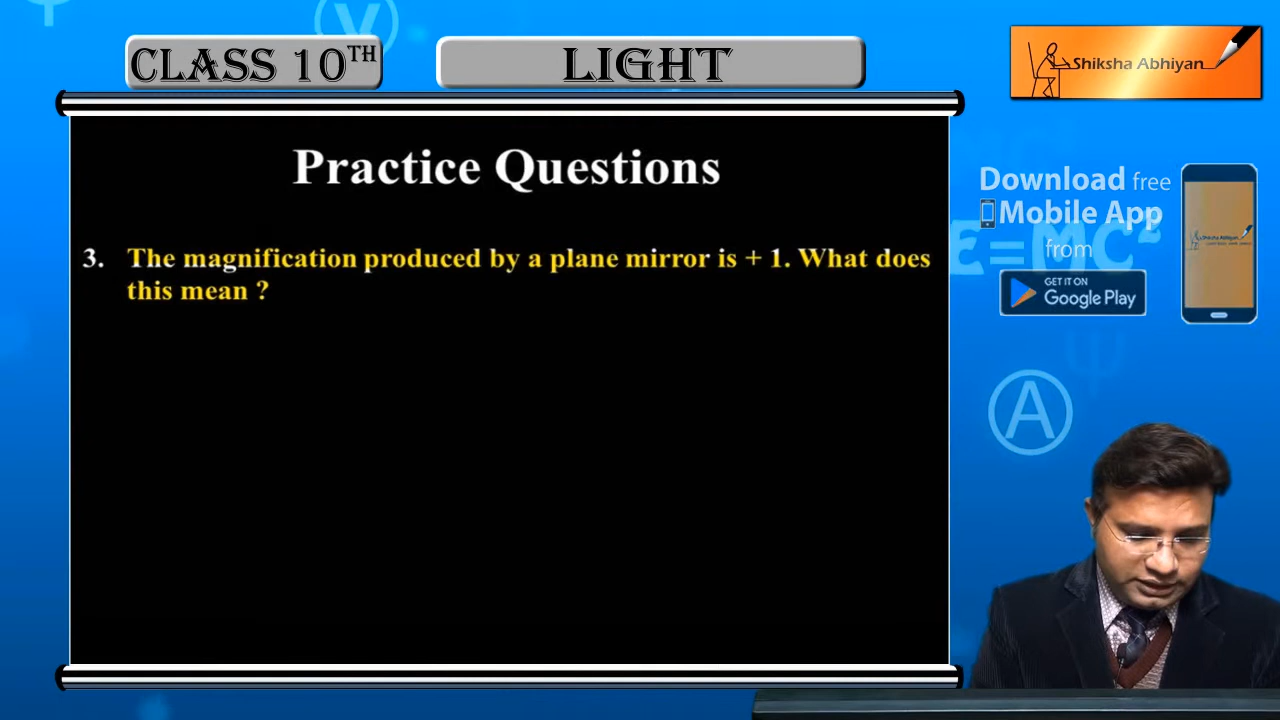 CLASS 10TH
LIGHT
Shiksha Abhiyan
Practice Questions
3. The magnification produced by a plane mirror is + 1. What does
this mean ?
Download free
Mobile App
from
GET IT ON
Google Play
E=MC²
V
A
Ψ